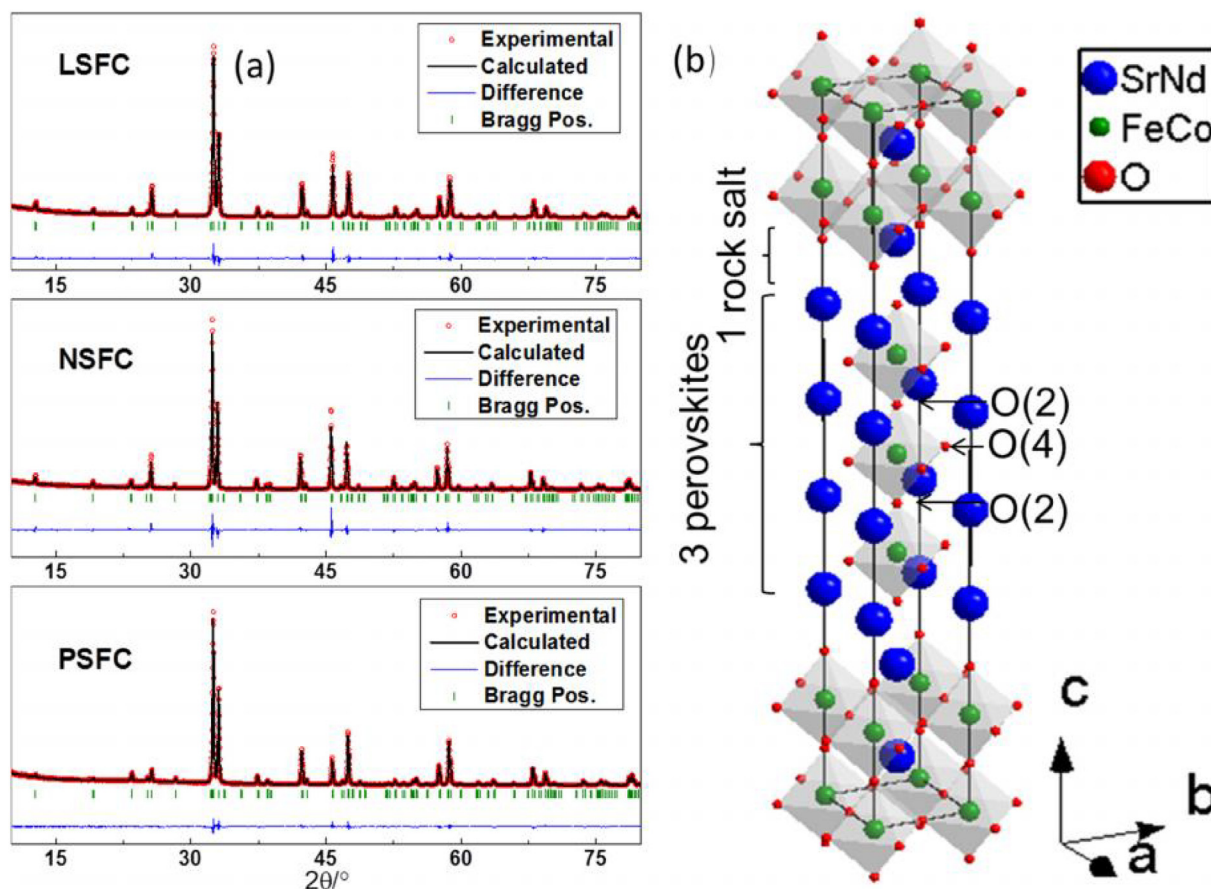 LSFC
(a)
Experimental
Calculated
Difference
Bragg Pos.
15 30 45 60 75
NSFC
Experimental
Calculated
Difference
Bragg Pos.
15 30 45 60 75
PSFC
Experimental
Calculated
Difference
Bragg Pos.
15 30 45 60 75
2θ/°
(b)
SrNd
FeCo
O
1 rock salt
3 perovskites
O(2)
O(4)
O(2)
c
b
a